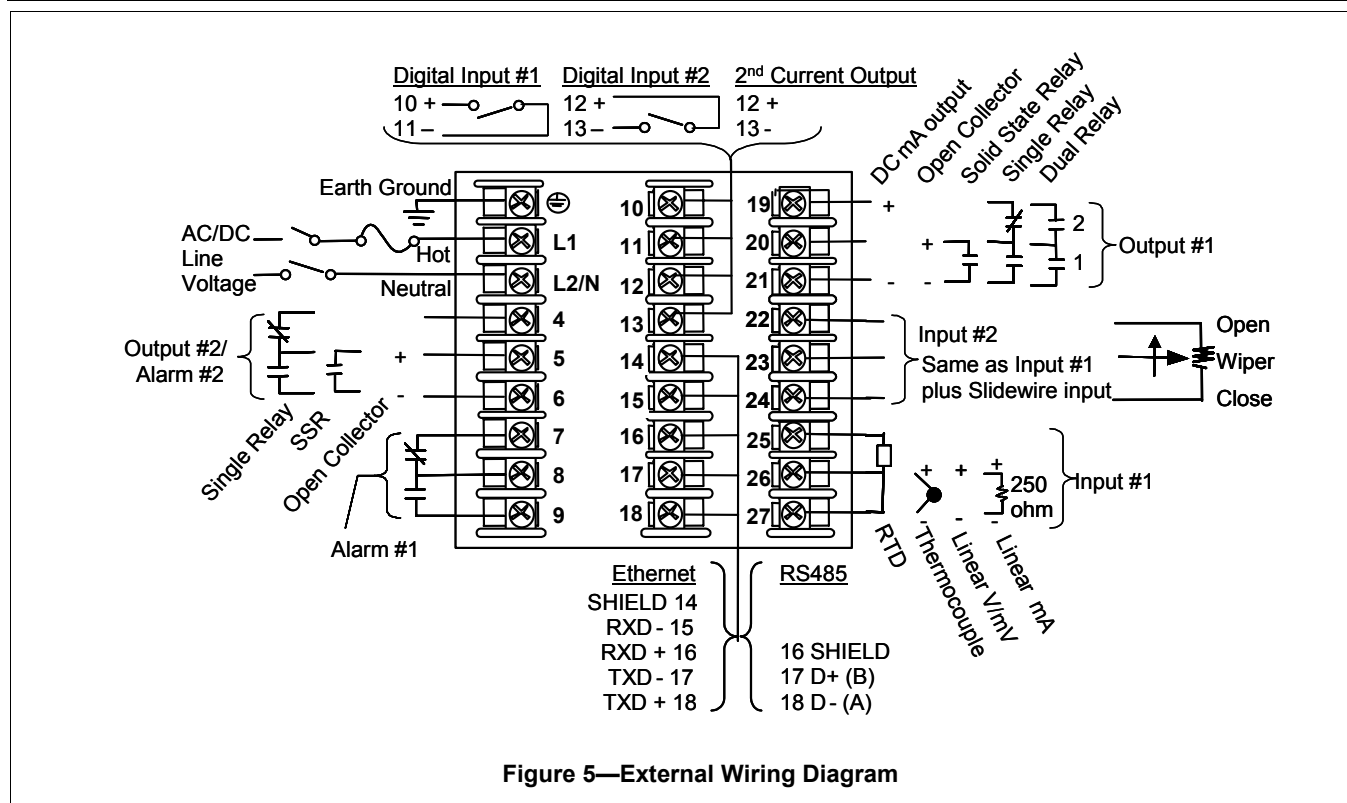 Digital Input #1
10 +
11 –
Digital Input #2
12 +
13 –
2nd Current Output
12 +
13 -
DC mA output
Open Collector
Solid State Relay
Single Relay
Dual Relay
Earth Ground
AC/DC
Line
Voltage
Hot
Neutral
L1
L2/N
4
5
6
7
8
9
10
11
12
13
14
15
16
17
18
19
20
21
22
23
24
25
26
27
+
-
+
-
2
1
Output #1
Output #2/
Alarm #2
+
-
Single Relay
SSR
Open Collector
Alarm #1
Input #2
Same as Input #1
plus Slidewire input
Open
Wiper
Close
+
-
+
-
+
-
250
ohm
Input #1
RTD
Thermocouple
Linear V/mV
Linear mA
Ethernet
SHIELD 14
RXD - 15
RXD + 16
TXD - 17
TXD + 18
RS485
16 SHIELD
17 D+ (B)
18 D - (A)
Figure 5—External Wiring Diagram